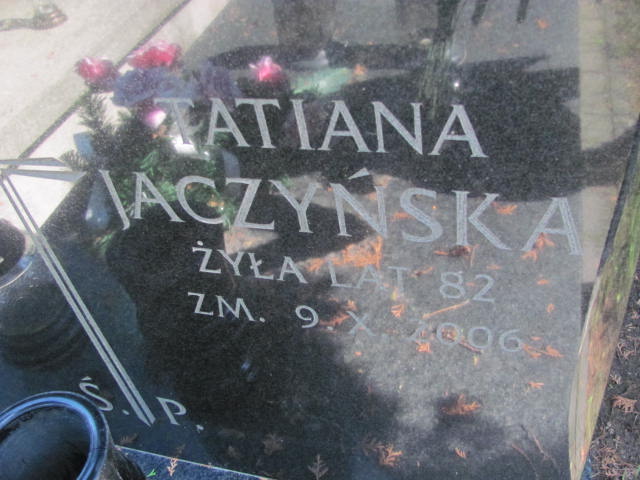 TATIANA
JACZYŃSKA
ŻYŁA LAT 82
ZM. 9.X.2006
Ś.P.